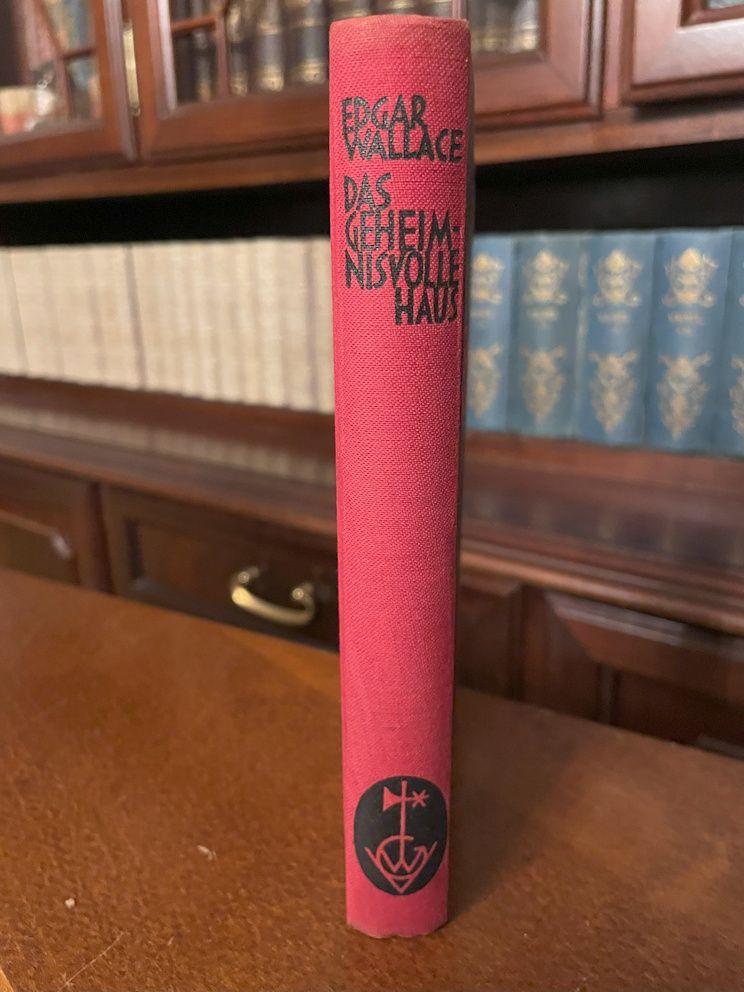 EDGAR
WALLACE
DAS
GEHEIM-
NISVOLLE
HAUS